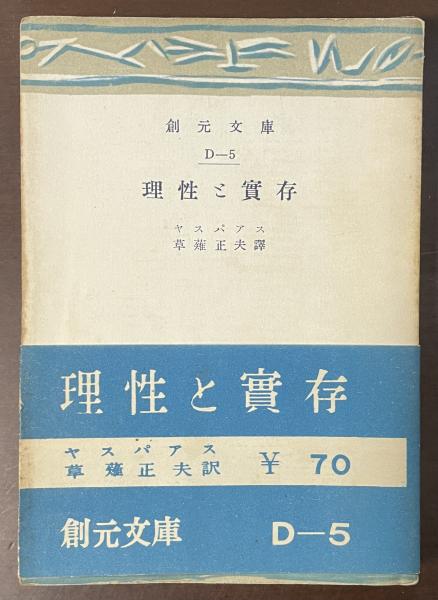 創元文庫
D—5
理性と實存
ヤスパアス
草薙正夫譯
理性と實存
ヤスパアス
草薙正夫訳
¥ 70
創元文庫 D—5